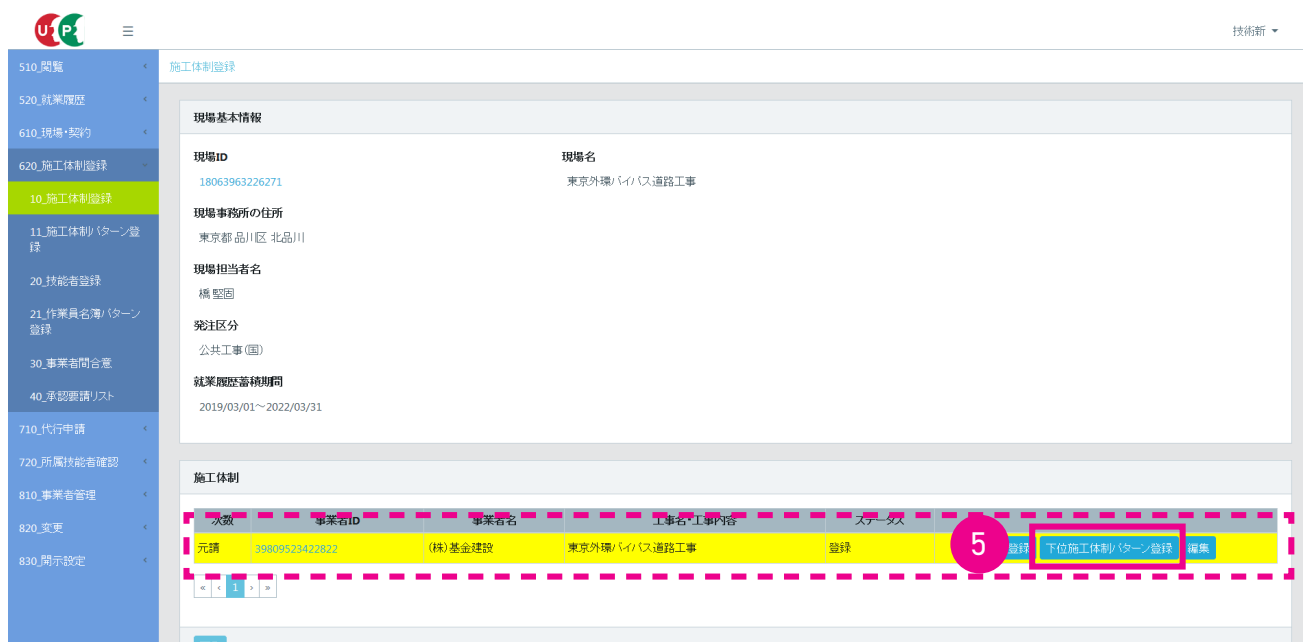 U P
技術新
510_閲覧
520_就業履歴
610_現場・契約
620_施工体制登録
10_施工体制登録
11_施工体制パターン登
録
20_技能者登録
21_作業員名簿パターン
登録
30_事業者間合意
40_承認要請リスト
710_代行申請
720_所属技能者確認
810_事業者管理
820_変更
830_開示設定
施工体制登録
現場基本情報
現場ID 現場名
18063963226271 東京外環バイパス道路工事
現場事務所の住所
東京都 品川区 北品川
現場担当者名
橋 堅固
発注区分
公共工事(国)
就業履歴蓄積期間
2019/03/01～2022/03/31
施工体制
次数 事業者ID 事業者名 工事名・工事内容 ステータス
元請 39809523422822 (株)基金建設 東京外環バイパス道路工事 登録 5 登録 下位施工体制パターン登録 編集
« ‹ 1 › »